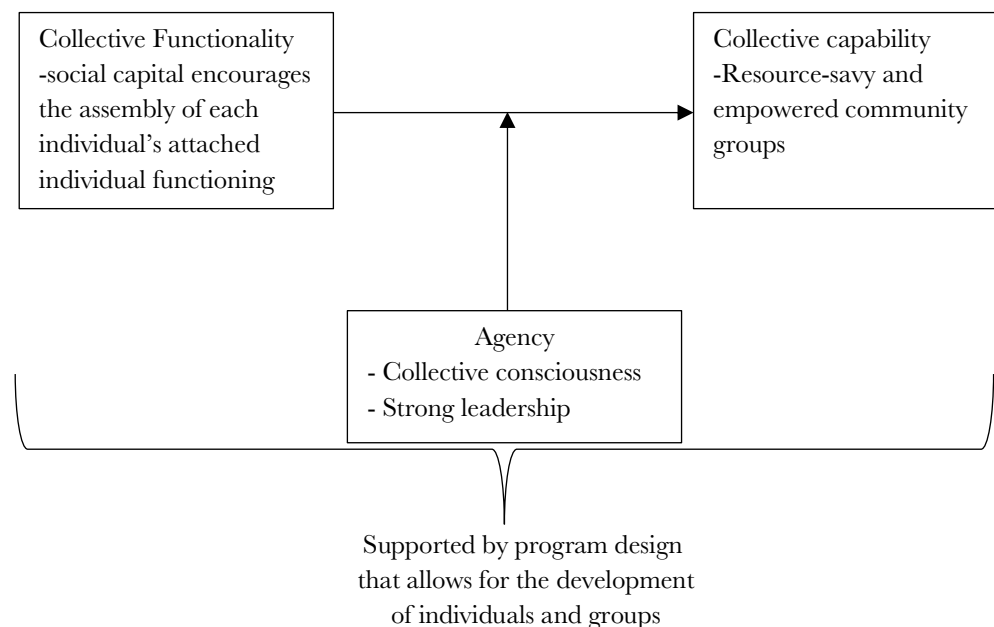 Collective Functionality
-social capital encourages
the assembly of each
individual’s attached
individual functioning
Collective capability
-Resource-savy and
empowered community
groups
Agency
- Collective consciousness
- Strong leadership
Supported by program design
that allows for the development
of individuals and groups